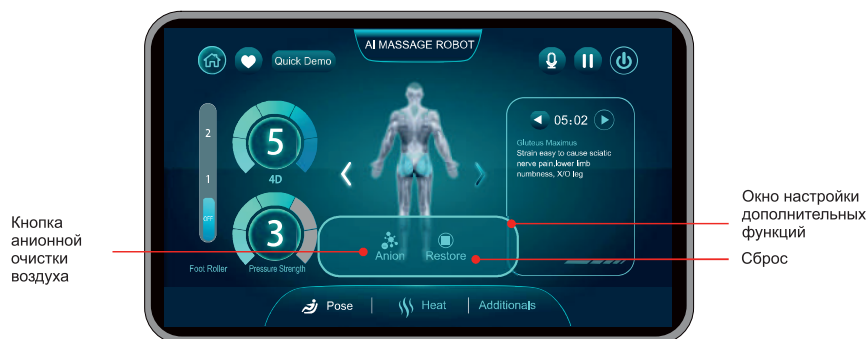 AI MASSAGE ROBOT
Quick Demo
2
1
OFF
Foot Roller
5
4D
3
Pressure Strength
05:02
Gluteus Maximus
Strain easy to cause sciatic
nerve pain,lower limb
numbness, X/O leg
Anion
Restore
Pose
Heat
Additionals
Кнопка
анионной
очистки
воздуха
Окно настройки
дополнительных
функций
Сброс